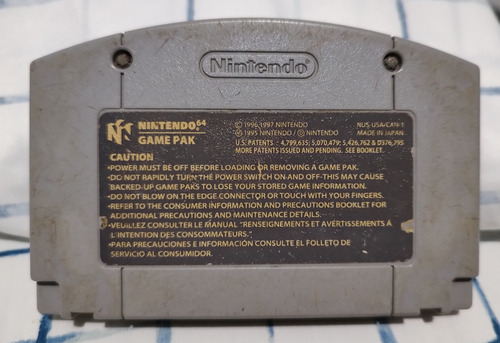 Nintendo
NINTENDO 64
GAME PAK
© 1996, 1997 NINTENDO
NUS-USA/CAN-1
Ⓟ 1995 NINTENDO / Ⓝ NINTENDO
MADE IN JAPAN
U.S. PATENTS : 4,799,635; 5,070,479; 5,426,762 & D376,795
MORE PATENTS ISSUED AND PENDING. SEE BOOKLET.
CAUTION
•POWER MUST BE OFF BEFORE LOADING OR REMOVING A GAME PAK.
•DO NOT RAPIDLY TURN THE POWER SWITCH ON-AND OFF-THIS MAY CAUSE
BACKED-UP GAME PAKS TO LOSE YOUR STORED GAME INFORMATION.
•DO NOT BLOW ON THE EDGE CONNECTOR OR TOUCH WITH YOUR FINGERS.
•REFER TO THE CONSUMER INFORMATION AND PRECAUTIONS BOOKLET FOR
ADDITIONAL PRECAUTIONS AND MAINTENANCE DETAILS.
•VEUILLEZ CONSULTER LE MANUAL "RENSEIGNEMENTS ET AVERTISSEMENTS À
L'INTENTION DES CONSOMMATEURS."
•PARA PRECAUCIONES E INFORMACIÓN CONSULTE EL FOLLETO DE
SERVICIO AL CONSUMIDOR.